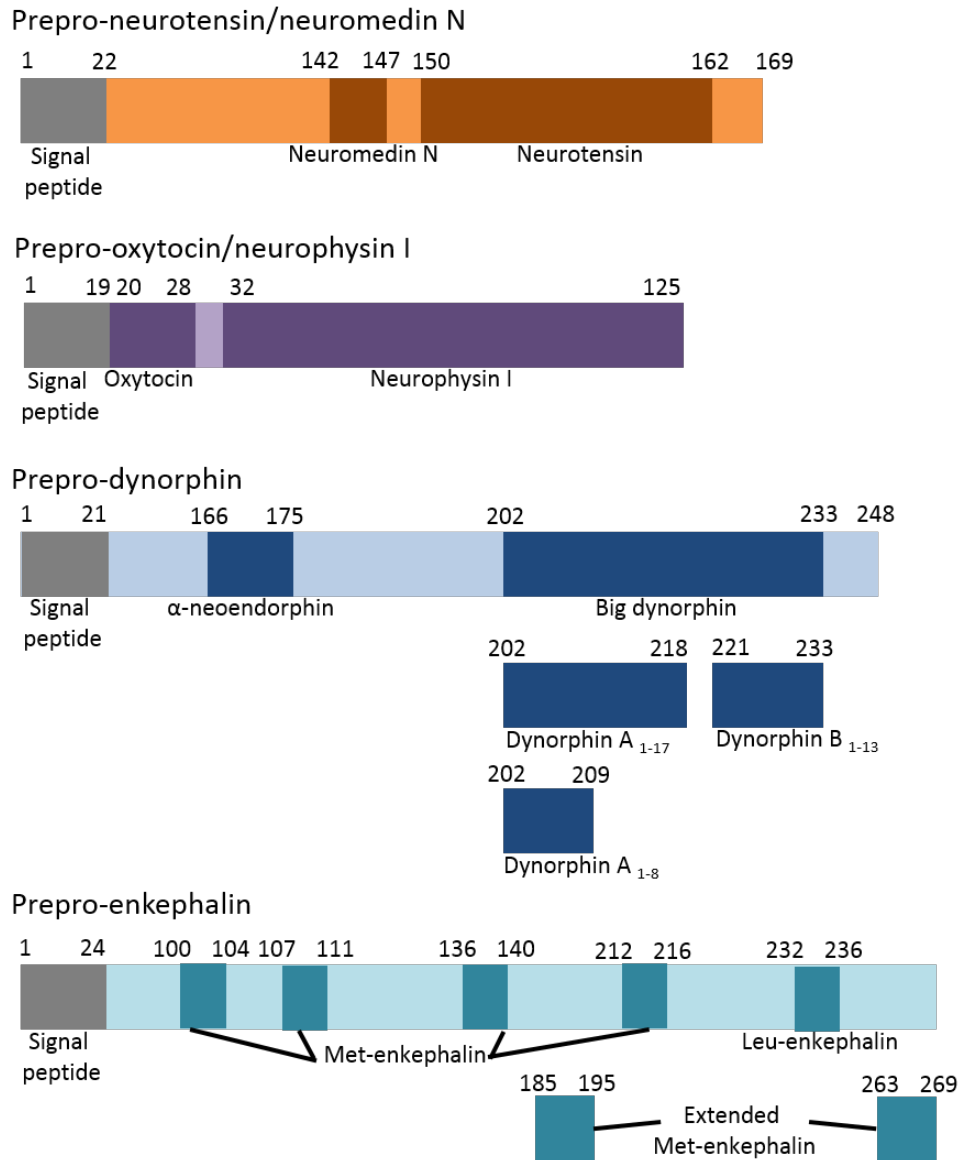 Prepro-neurotensin/neuromedin N
1 22 142 147 150 162 169
Signal peptide
Neuromedin N Neurotensin
Prepro-oxytocin/neurophysin I
1 19 20 28 32 125
Signal peptide
Oxytocin Neurophysin I
Prepro-dynorphin
1 21 166 175 202 233 248
Signal peptide
α-neoendorphin Big dynorphin
202 218 221 233
Dynorphin A 1-17 Dynorphin B 1-13
202 209
Dynorphin A 1-8
Prepro-enkephalin
1 24 100 104 107 111 136 140 212 216 232 236
Signal peptide
Met-enkephalin Leu-enkephalin
185 195 263 269
Extended
Met-enkephalin